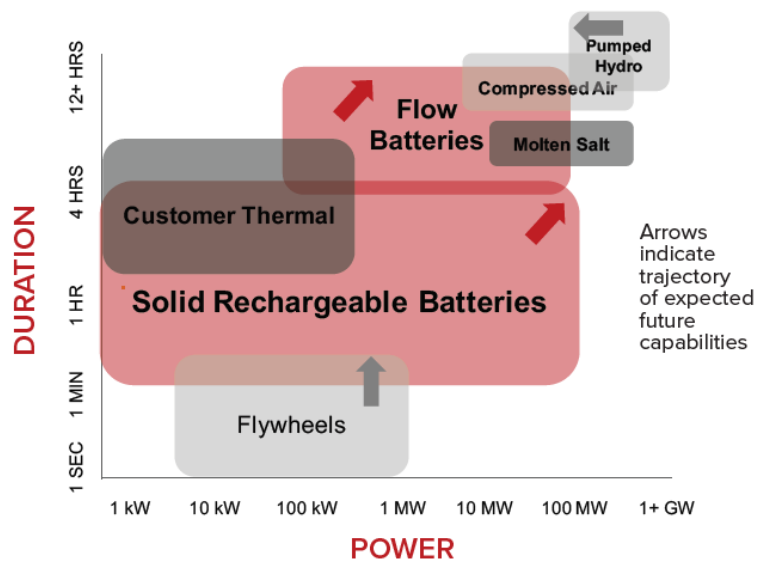 Pumped
Hydro
Compressed Air
Flow
Batteries
Molten Salt
Customer Thermal
Solid Rechargeable Batteries
Flywheels
Arrows
indicate
trajectory
of expected
future
capabilities
DURATION
12+ HRS
4 HRS
1 HR
1 MIN
1 SEC
1 kW
10 kW
100 kW
1 MW
10 MW
100 MW
1+ GW
POWER